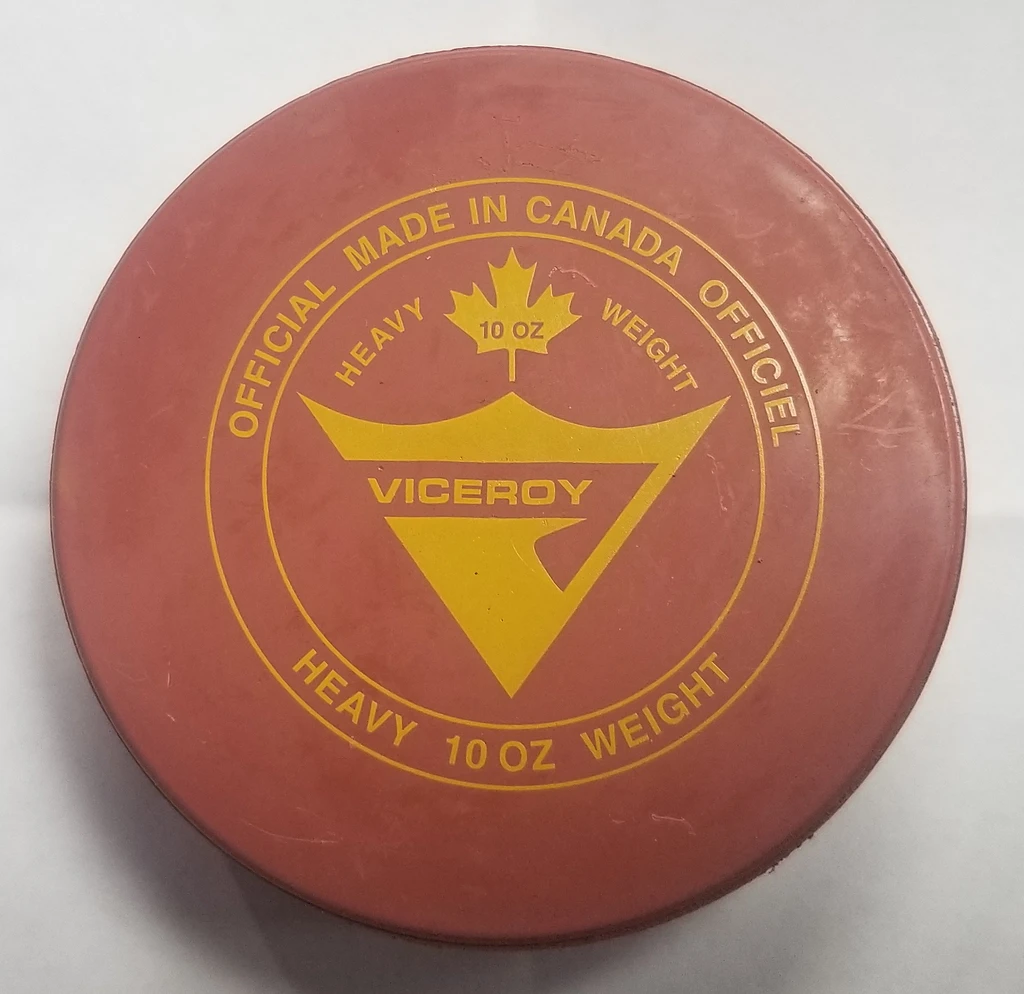 OFFICIAL MADE IN CANADA OFFICIEL
HEAVY WEIGHT
10 OZ
VICEROY
HEAVY 10 OZ WEIGHT